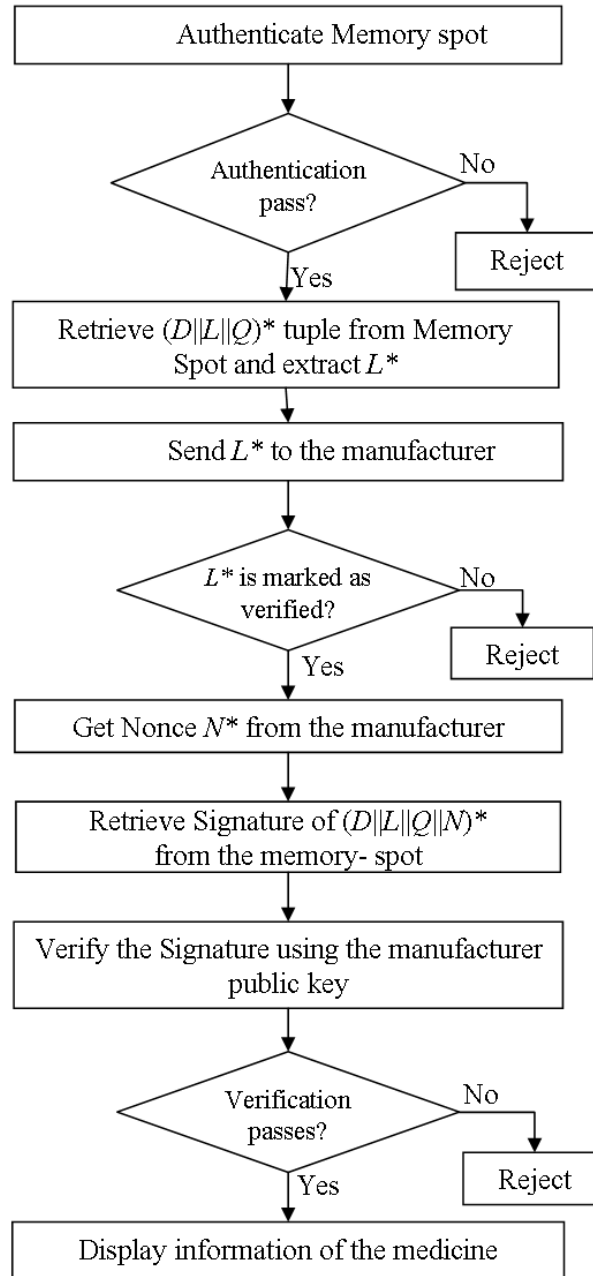 Authenticate Memory spot
Authentication
pass?
No
Reject
Yes
Retrieve (D||L||Q)* tuple from Memory
Spot and extract L*
Send L* to the manufacturer
L* is marked as
verified?
No
Reject
Yes
Get Nonce N* from the manufacturer
Retrieve Signature of (D||L||Q||N)*
from the memory- spot
Verify the Signature using the manufacturer
public key
Verification
passes?
No
Reject
Yes
Display information of the medicine